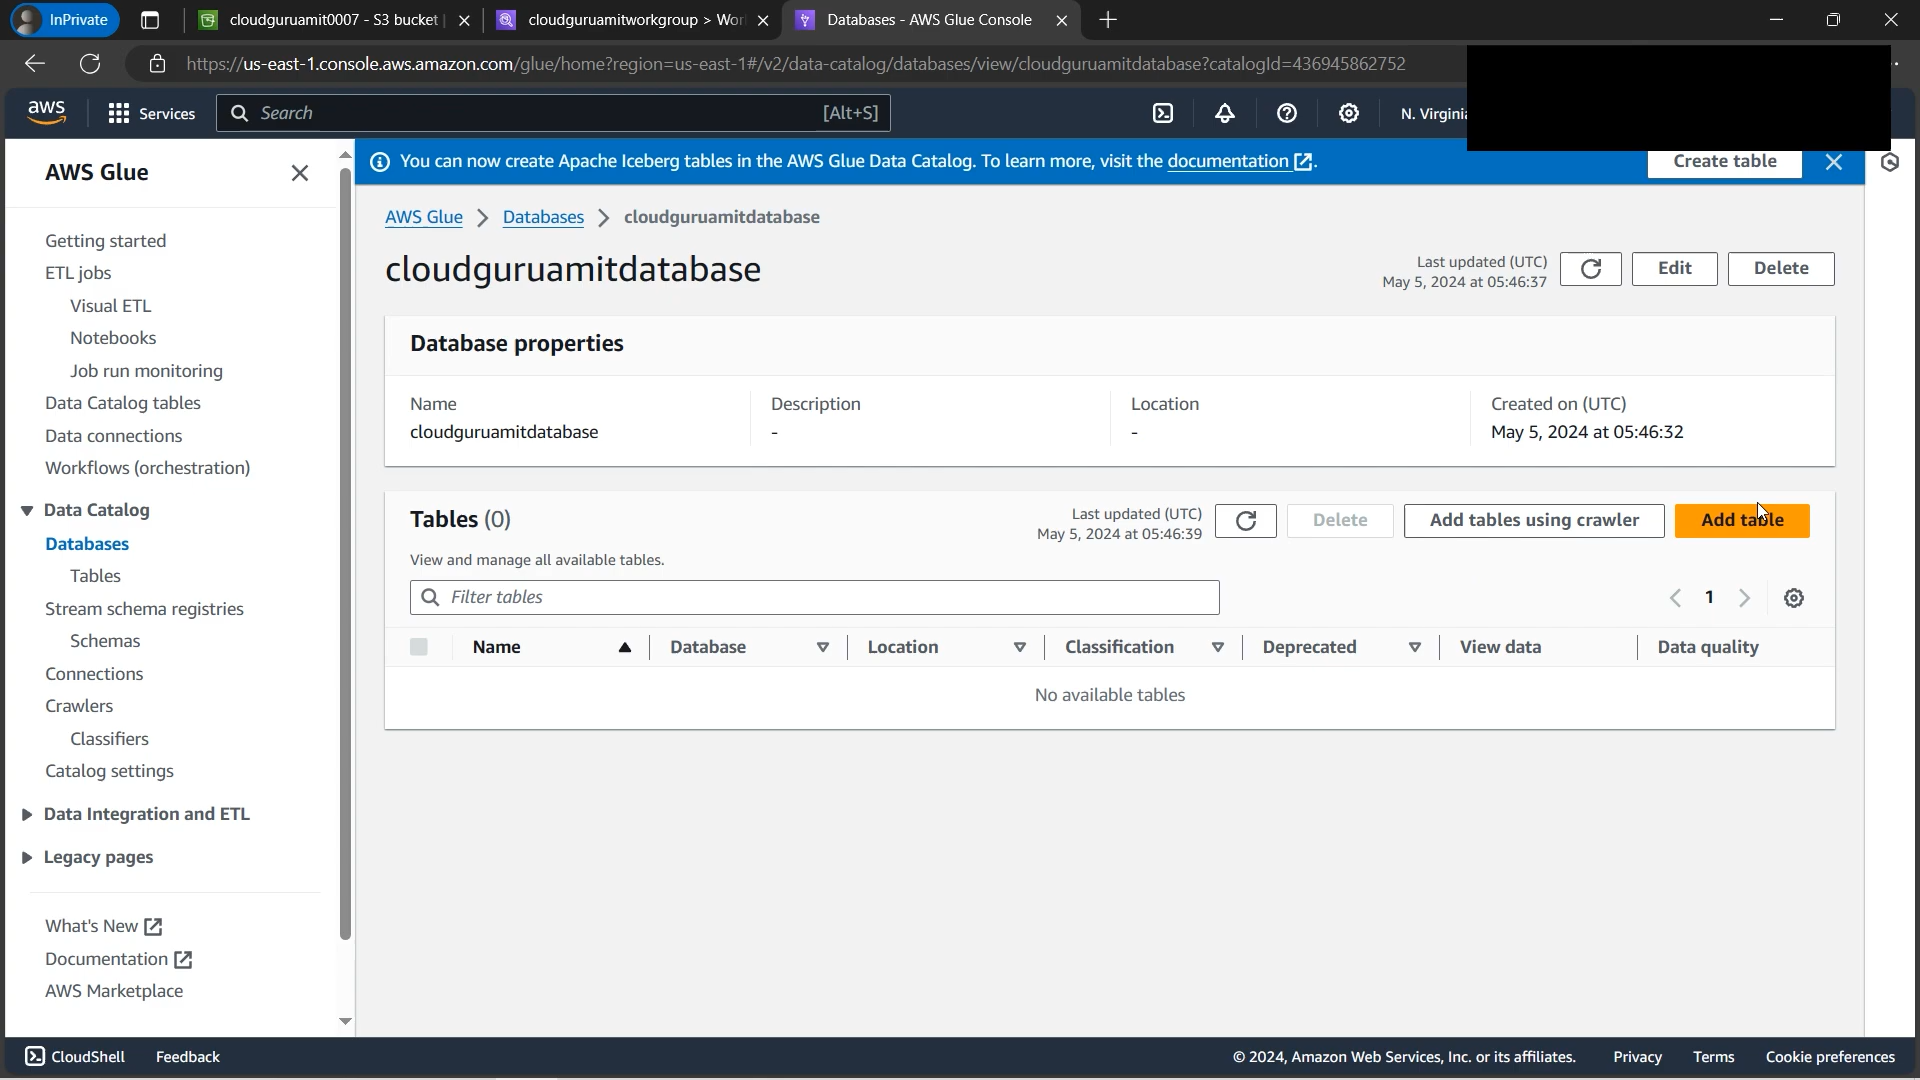 InPrivate
cloudguruamit0007 - S3 bucket
cloudguruamitworkgroup > Wor
Databases - AWS Glue Console
https://us-east-1.console.aws.amazon.com/glue/home?region=us-east-1#/v2/data-catalog/databases/view/cloudguruamitdatabase?catalogId=436945862752
aws
Services
Search
[Alt+S]
N. Virginia
AWS Glue
Getting started
ETL jobs
Visual ETL
Notebooks
Job run monitoring
Data Catalog tables
Data connections
Workflows (orchestration)
Data Catalog
Databases
Tables
Stream schema registries
Schemas
Connections
Crawlers
Classifiers
Catalog settings
Data Integration and ETL
Legacy pages
What's New
Documentation
AWS Marketplace
You can now create Apache Iceberg tables in the AWS Glue Data Catalog. To learn more, visit the documentation.
Create table
AWS Glue > Databases > cloudguruamitdatabase
cloudguruamitdatabase
Last updated (UTC)
May 5, 2024 at 05:46:37
Edit
Delete
Database properties
Name
cloudguruamitdatabase
Description
-
Location
-
Created on (UTC)
May 5, 2024 at 05:46:32
Tables (0)
Last updated (UTC)
May 5, 2024 at 05:46:39
Delete
Add tables using crawler
Add table
View and manage all available tables.
Filter tables
1
Name
Database
Location
Classification
Deprecated
View data
Data quality
No available tables
CloudShell
Feedback
© 2024, Amazon Web Services, Inc. or its affiliates.
Privacy
Terms
Cookie preferences